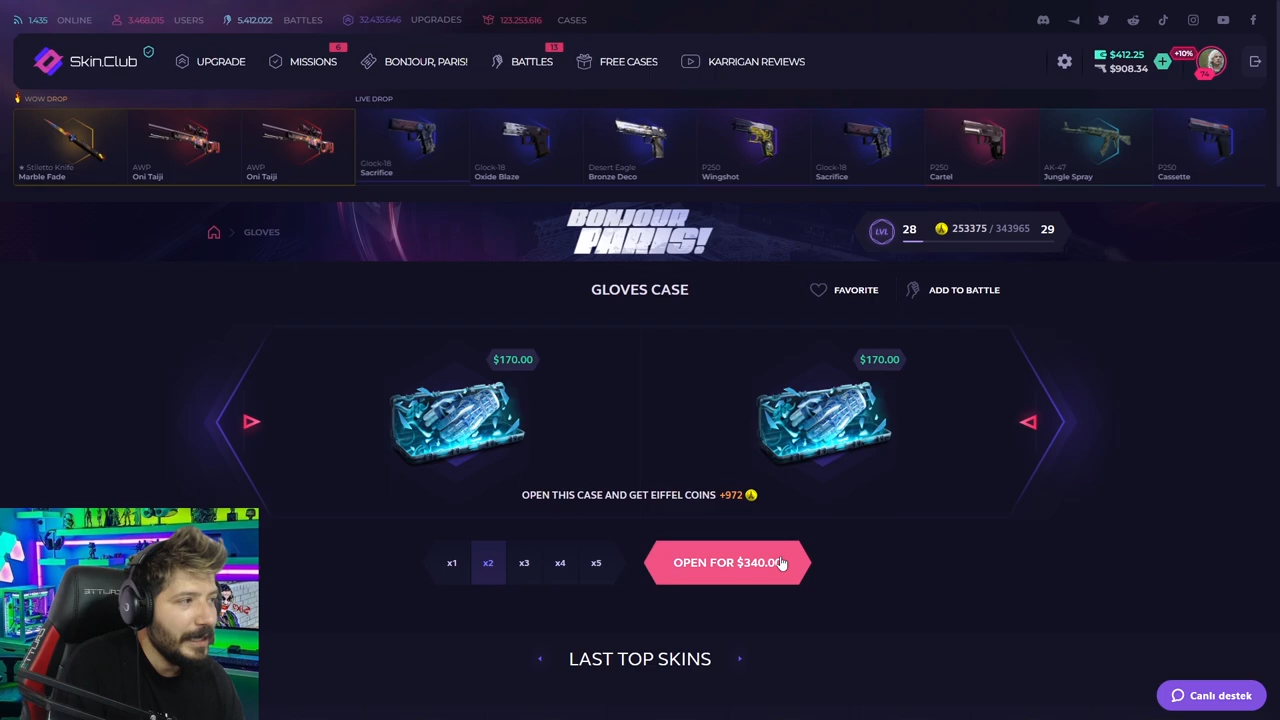 1.435 ONLINE 3.468.015 USERS 5.412.022 BATTLES 32.435.646 UPGRADES 123.253.616 CASES
Skin.Club UPGRADE MISSIONS 6 BONJOUR, PARIS! BATTLES 13 FREE CASES KARRIGAN REVIEWS $412.25 $908.34 +10% 74
WOW DROP LIVE DROP
★ Stiletto Knife
Marble Fade
AWP
Oni Taiji
AWP
Oni Taiji
Glock-18
Sacrifice
Glock-18
Oxide Blaze
Desert Eagle
Bronze Deco
P250
Wingshot
Glock-18
Sacrifice
P250
Cartel
AK-47
Jungle Spray
P250
Cassette
GLOVES
BONJOUR
PARIS!
LVL 28 253375 / 343965 29
GLOVES CASE FAVORITE ADD TO BATTLE
$170.00 $170.00
OPEN THIS CASE AND GET EIFFEL COINS +972
x1 x2 x3 x4 x5 OPEN FOR $340.00
LAST TOP SKINS
Canlı destek